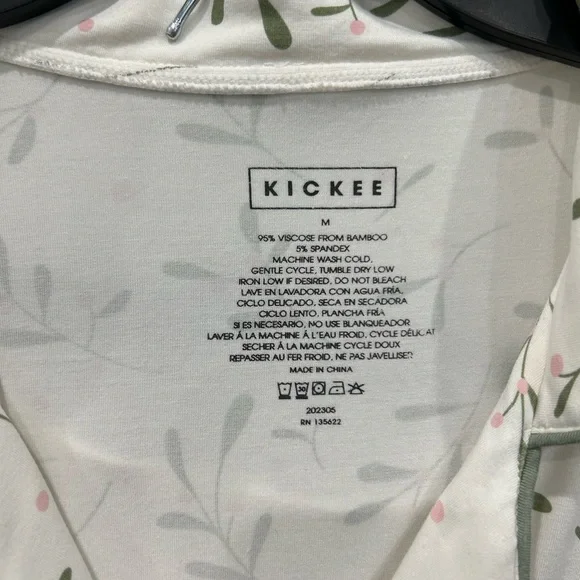 KICKEE
M
95% VISCOSE FROM BAMBOO
5% SPANDEX
MACHINE WASH COLD,
GENTLE CYCLE, TUMBLE DRY LOW
IRON LOW IF DESIRED, DO NOT BLEACH
LAVE EN LAVADORA CON AGUA FRÍA,
CICLO DELICADO, SECA EN SECADORA
CICLO LENTO, PLANCHA FRÍA
SI ES NECESARIO, NO USE BLANQUEADOR
LAVER À LA MACHINE À L'EAU FROID, CYCLE DÉLICAT
SÉCHER À LA MACHINE CYCLE DOUX
REPASSER AU FER FROID, NE PAS JAVELLISER
MADE IN CHINA
30
202305
RN 135622